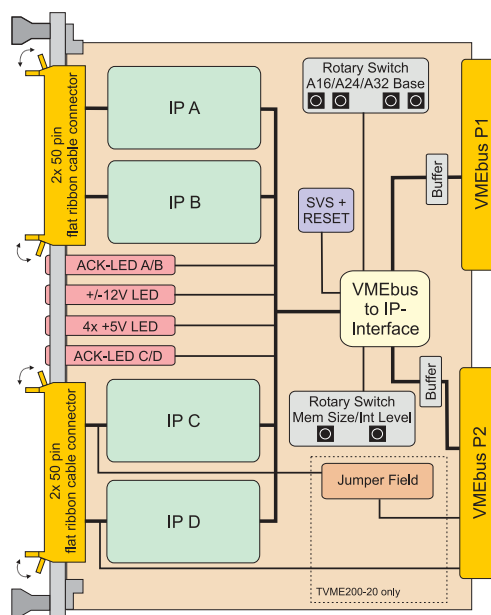 Rotary Switch
A16/A24/A32 Base
2x 50 pin
flat ribbon cable connector
IP A
IP B
VMEbus P1
Buffer
SVS +
RESET
ACK-LED A/B
+/-12V LED
4x +5V LED
ACK-LED C/D
VMEbus
to IP-
Interface
Buffer
2x 50 pin
flat ribbon cable connector
IP C
IP D
Rotary Switch
Mem Size/Int Level
VMEbus P2
Jumper Field
TVME200-20 only